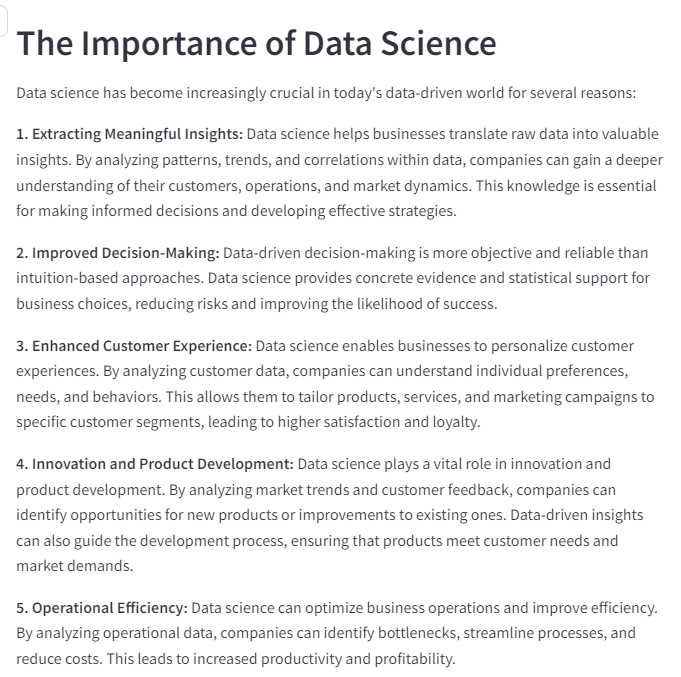 The Importance of Data Science
Data science has become increasingly crucial in today's data-driven world for several reasons:
1. Extracting Meaningful Insights: Data science helps businesses translate raw data into valuable
insights. By analyzing patterns, trends, and correlations within data, companies can gain a deeper
understanding of their customers, operations, and market dynamics. This knowledge is essential
for making informed decisions and developing effective strategies.
2. Improved Decision-Making: Data-driven decision-making is more objective and reliable than
intuition-based approaches. Data science provides concrete evidence and statistical support for
business choices, reducing risks and improving the likelihood of success.
3. Enhanced Customer Experience: Data science enables businesses to personalize customer
experiences. By analyzing customer data, companies can understand individual preferences,
needs, and behaviors. This allows them to tailor products, services, and marketing campaigns to
specific customer segments, leading to higher satisfaction and loyalty.
4. Innovation and Product Development: Data science plays a vital role in innovation and
product development. By analyzing market trends and customer feedback, companies can
identify opportunities for new products or improvements to existing ones. Data-driven insights
can also guide the development process, ensuring that products meet customer needs and
market demands.
5. Operational Efficiency: Data science can optimize business operations and improve efficiency.
By analyzing operational data, companies can identify bottlenecks, streamline processes, and
reduce costs. This leads to increased productivity and profitability.